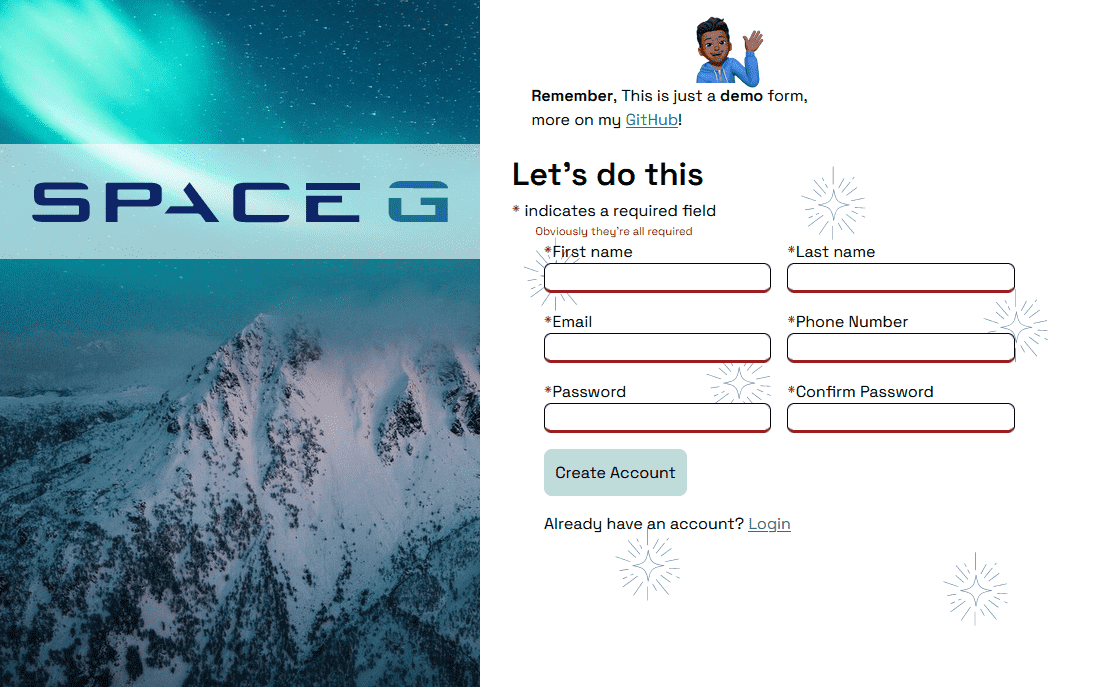 SPACE G
Remember, This is just a demo form,
more on my GitHub!
Let's do this
* indicates a required field
Obviously they're all required
*First name
*Last name
*Email
*Phone Number
*Password
*Confirm Password
Create Account
Already have an account? Login